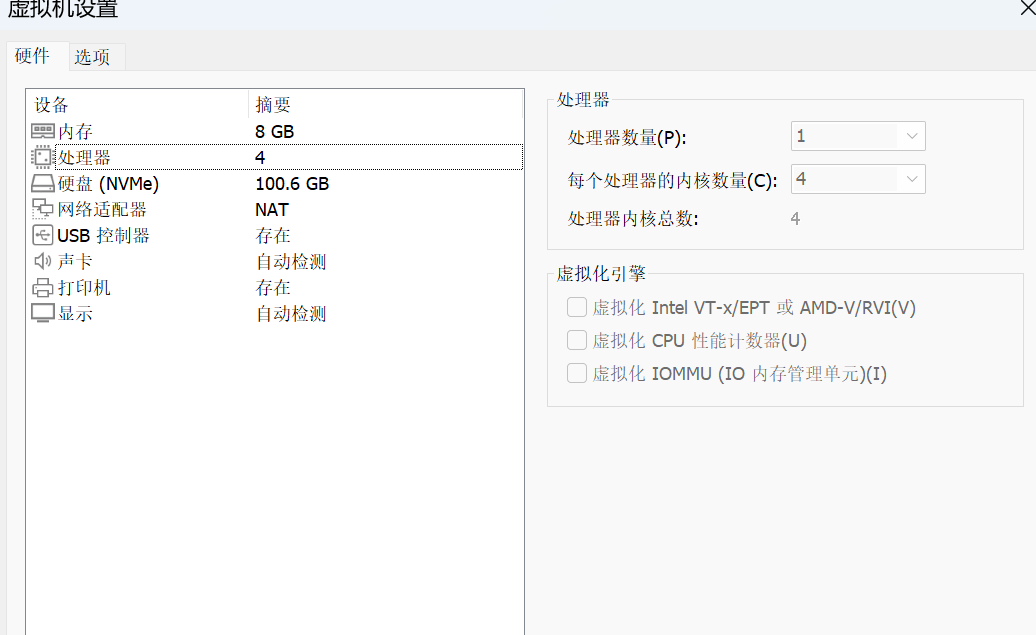 虚拟机设置
硬件 选项
设备 摘要
内存 8 GB
处理器 4
硬盘 (NVMe) 100.6 GB
网络适配器 NAT
USB 控制器 存在
声卡 自动检测
打印机 存在
显示 自动检测
处理器
处理器数量(P): 1
每个处理器的内核数量(C): 4
处理器内核总数: 4
虚拟化引擎
虚拟化 Intel VT-x/EPT 或 AMD-V/RVI(V)
虚拟化 CPU 性能计数器(U)
虚拟化 IOMMU (IO 内存管理单元)(I)